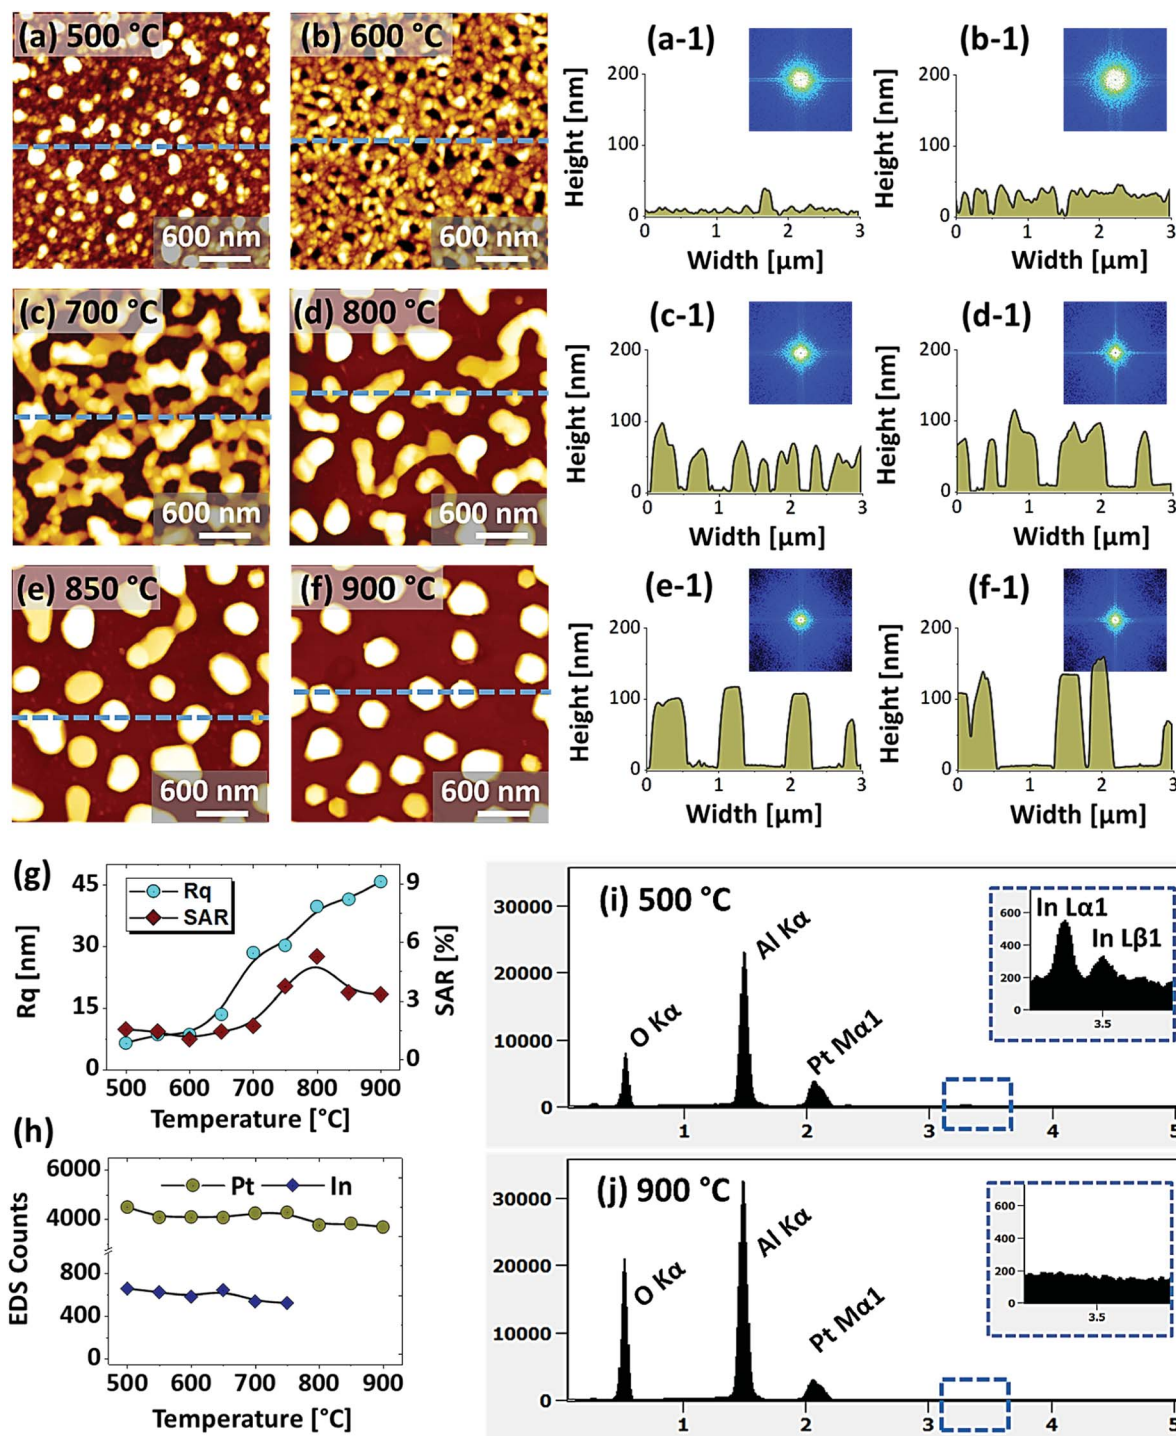 (a) 500 °C
600 nm
(b) 600 °C
600 nm
(a-1)
Height [nm]
200
100
0
0 1 2 3
Width [µm]
(b-1)
Height [nm]
200
100
0
0 1 2 3
Width [µm]
(c) 700 °C
600 nm
(d) 800 °C
600 nm
(c-1)
Height [nm]
200
100
0
0 1 2 3
Width [µm]
(d-1)
Height [nm]
200
100
0
0 1 2 3
Width [µm]
(e) 850 °C
600 nm
(f) 900 °C
600 nm
(e-1)
Height [nm]
200
100
0
0 1 2 3
Width [µm]
(f-1)
Height [nm]
200
100
0
0 1 2 3
Width [µm]
(g)
Rq [nm]
45
30
15
0
Rq
SAR
9
6
3
0
SAR [%]
500 600 700 800 900
Temperature [°C]
(h)
EDS Counts
6000
4000
800
400
0
Pt In
500 600 700 800 900
Temperature [°C]
(i) 500 °C
30000
20000
10000
0
O Kα
Al Kα
Pt Mα1
1 2 3 4 5
In Lα1
In Lβ1
600
400
200
0
3.5
(j) 900 °C
30000
20000
10000
0
O Kα
Al Kα
Pt Mα1
1 2 3 4 5
600
400
200
0
3.5